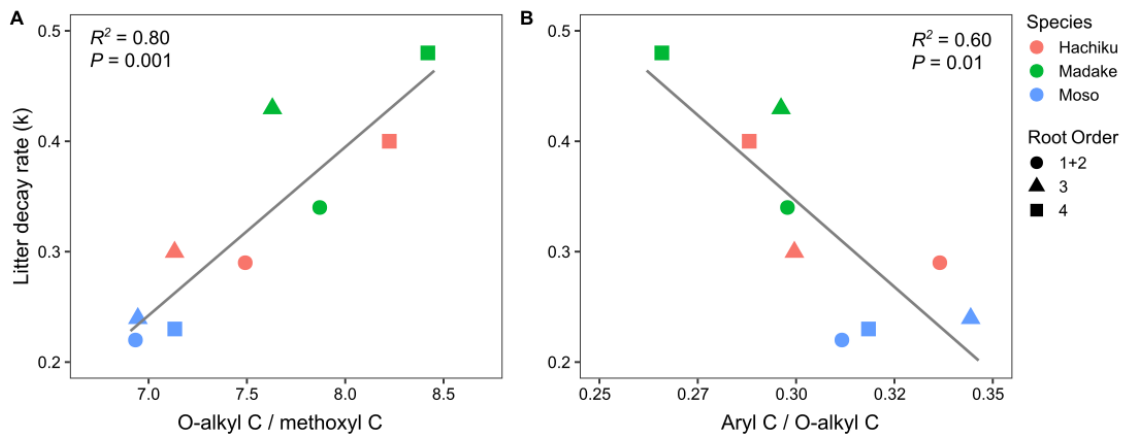 A
R² = 0.80
P = 0.001
0.5
0.4
0.3
0.2
Litter decay rate (k)
7.0 7.5 8.0 8.5
O-alkyl C / methoxyl C
B
R² = 0.60
P = 0.01
0.5
0.4
0.3
0.2
0.25 0.27 0.30 0.32 0.35
Aryl C / O-alkyl C
Species
Hachiku
Madake
Moso
Root Order
1+2
3
4